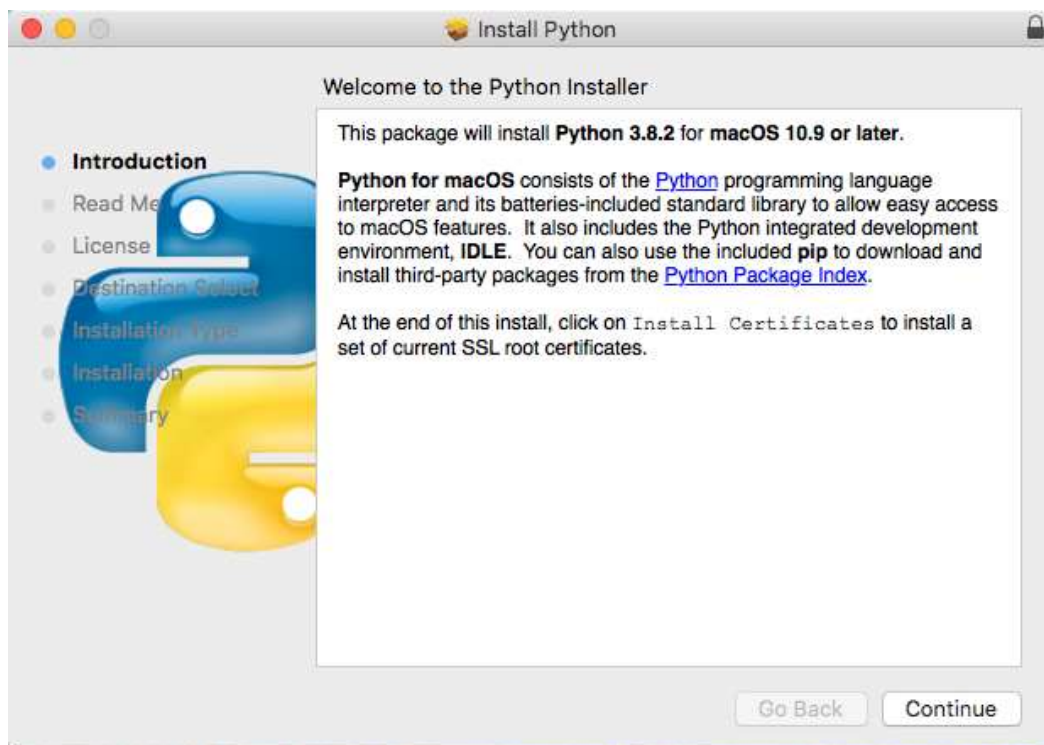 Install Python
Welcome to the Python Installer
Introduction
Read Me
License
Destination Select
Installation Type
Installation
Summary
This package will install Python 3.8.2 for macOS 10.9 or later.
Python for macOS consists of the Python programming language
interpreter and its batteries-included standard library to allow easy access
to macOS features. It also includes the Python integrated development
environment, IDLE. You can also use the included pip to download and
install third-party packages from the Python Package Index.
At the end of this install, click on Install Certificates to install a
set of current SSL root certificates.
Go Back
Continue